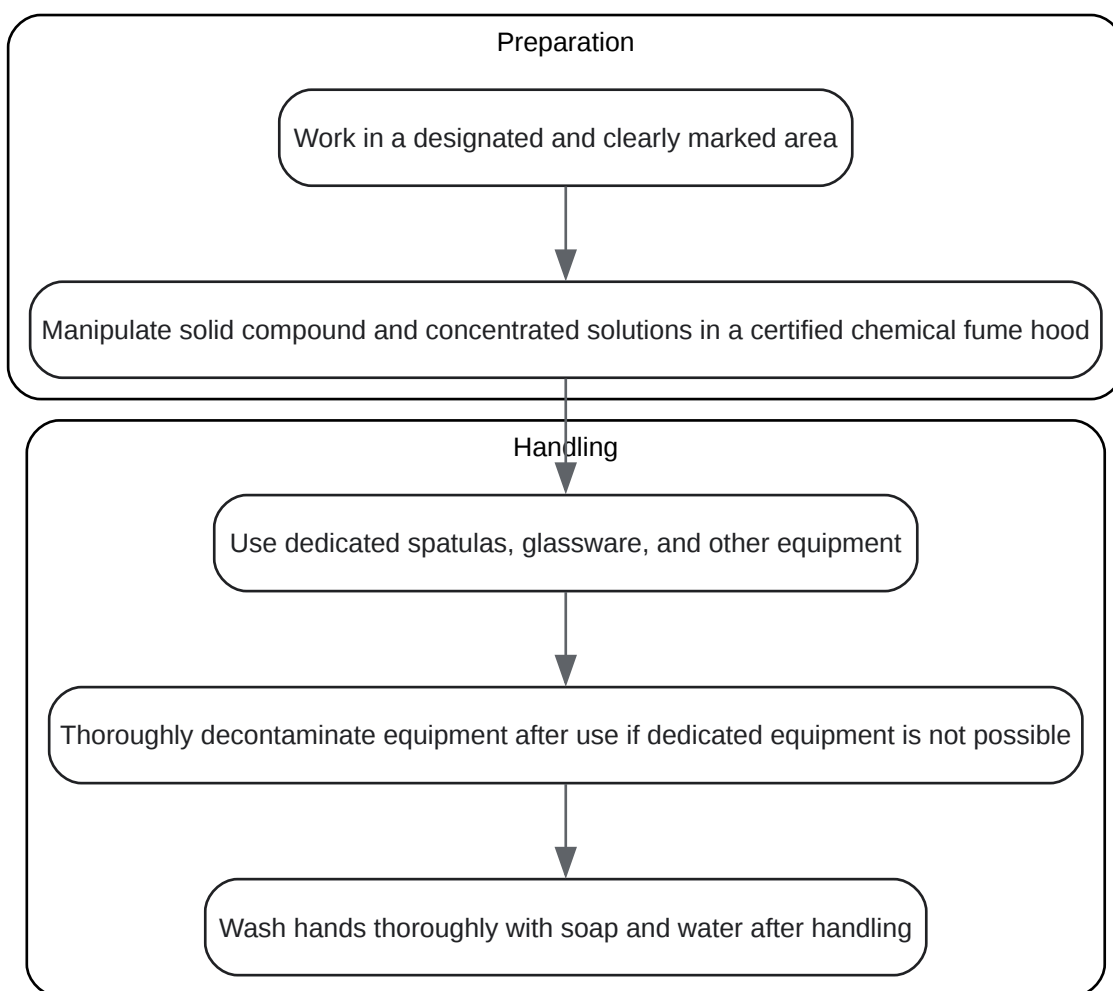 Preparation
Work in a designated and clearly marked area
Manipulate solid compound and concentrated solutions in a certified chemical fume hood
Handling
Use dedicated spatulas, glassware, and other equipment
Thoroughly decontaminate equipment after use if dedicated equipment is not possible
Wash hands thoroughly with soap and water after handling